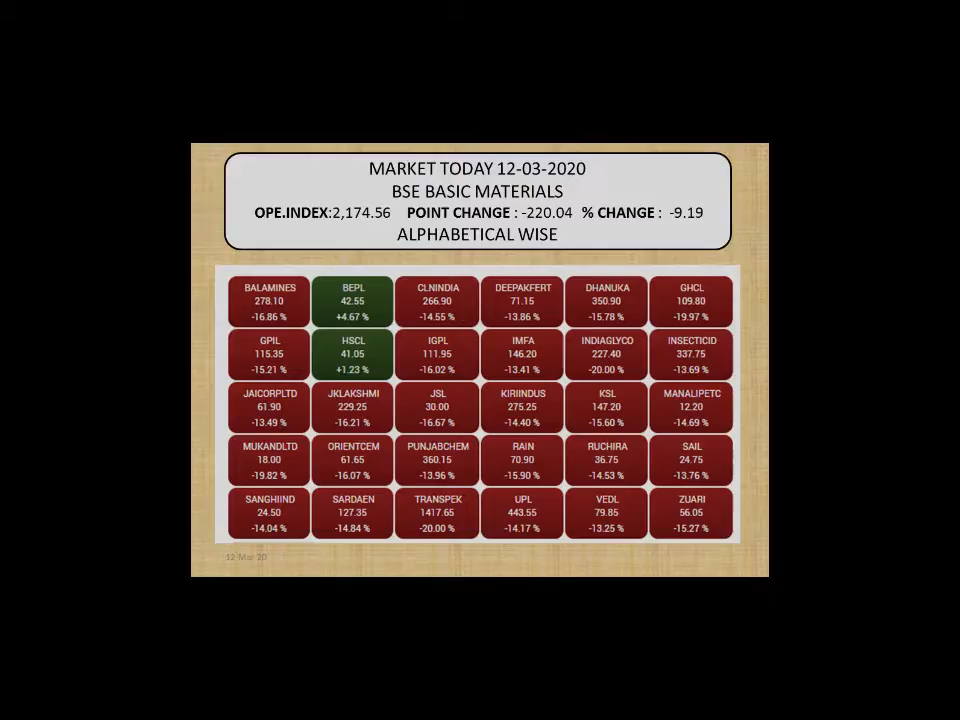 MARKET TODAY 12-03-2020
BSE BASIC MATERIALS
OPE.INDEX:2,174.56 POINT CHANGE : -220.04 % CHANGE : -9.19
ALPHABETICAL WISE
BALAMINES BEPL CLNINDIA DEEPAKFERT DHANUKA GHCL
278.10 42.55 266.90 71.15 350.90 109.80
-16.86 % +4.67 % -14.55 % -13.86 % -15.78 % -19.97 %
GPIL HSCL IGPL IMFA INDIAGLYCO INSECTICID
115.35 41.05 111.95 146.20 227.40 337.75
-15.21 % +1.23 % -16.02 % -13.41 % -20.00 % -13.69 %
JAICORPLTD JKLAKSHMI JSL KIRIINDUS KSL MANALIPETC
61.90 229.25 30.00 275.25 147.20 12.20
-13.49 % -16.21 % -16.67 % -14.40 % -15.60 % -14.69 %
MUKANDLTD ORIENTCEM PUNJABCHEM RAIN RUCHIRA SAIL
18.00 61.65 360.15 70.90 36.75 24.75
-19.82 % -16.07 % -13.96 % -15.90 % -14.53 % -13.76 %
SANGHIIND SARDAEN TRANSPEK UPL VEDL ZUARI
24.50 127.35 1417.65 443.55 79.85 56.05
-14.04 % -14.84 % -20.00 % -14.17 % -13.25 % -15.27 %
12-Mar-20